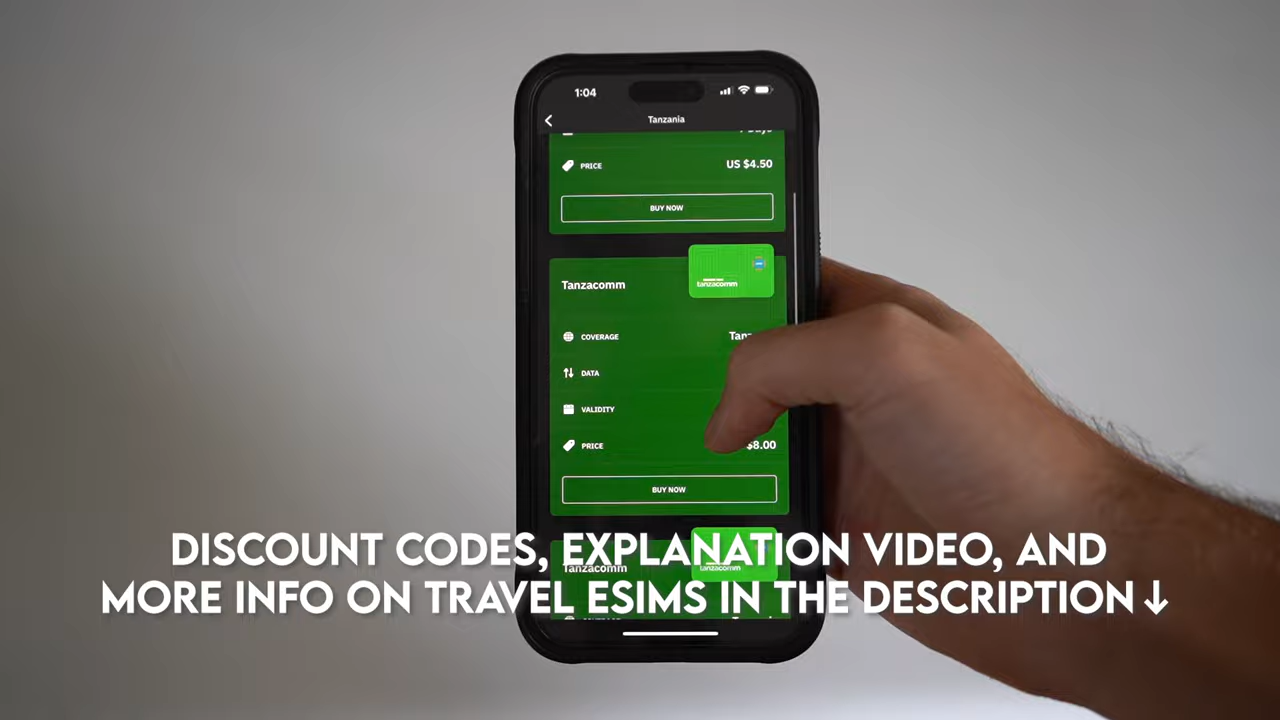 1:04
Tanzania
PRICE
US $4.50
BUY NOW
tanzacomm
Tanzacomm
COVERAGE
DATA
VALIDITY
PRICE
$8.00
BUY NOW
DISCOUNT CODES, EXPLANATION VIDEO, AND
MORE INFO ON TRAVEL ESIMS IN THE DESCRIPTION↓
Tanzacomm
tanzacomm